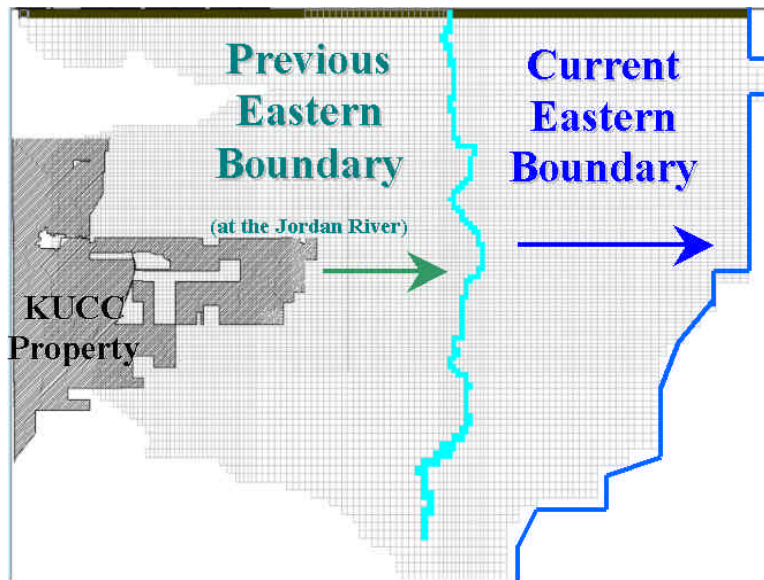 Previous
Eastern
Boundary
(at the Jordan River)
Current
Eastern
Boundary
KUCC
Property